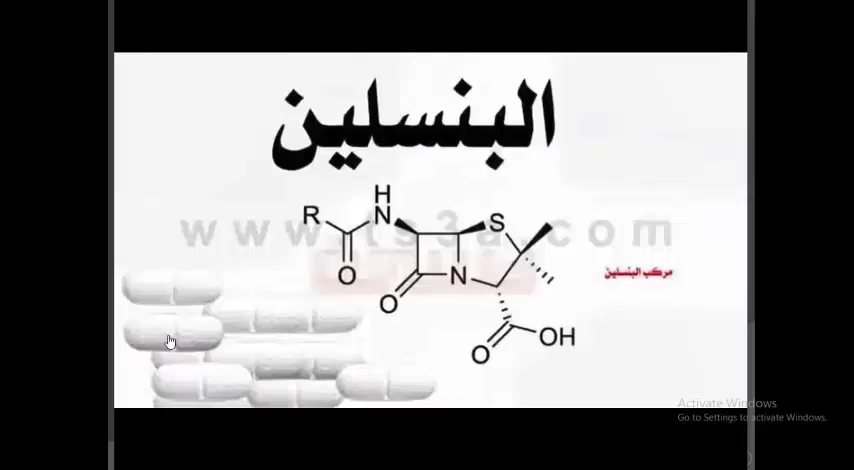 البنسلين
H
R N S
www.ts3a.com
مركب البنسلين
O N
O
O OH
Activate Windows
Go to Settings to activate Windows.